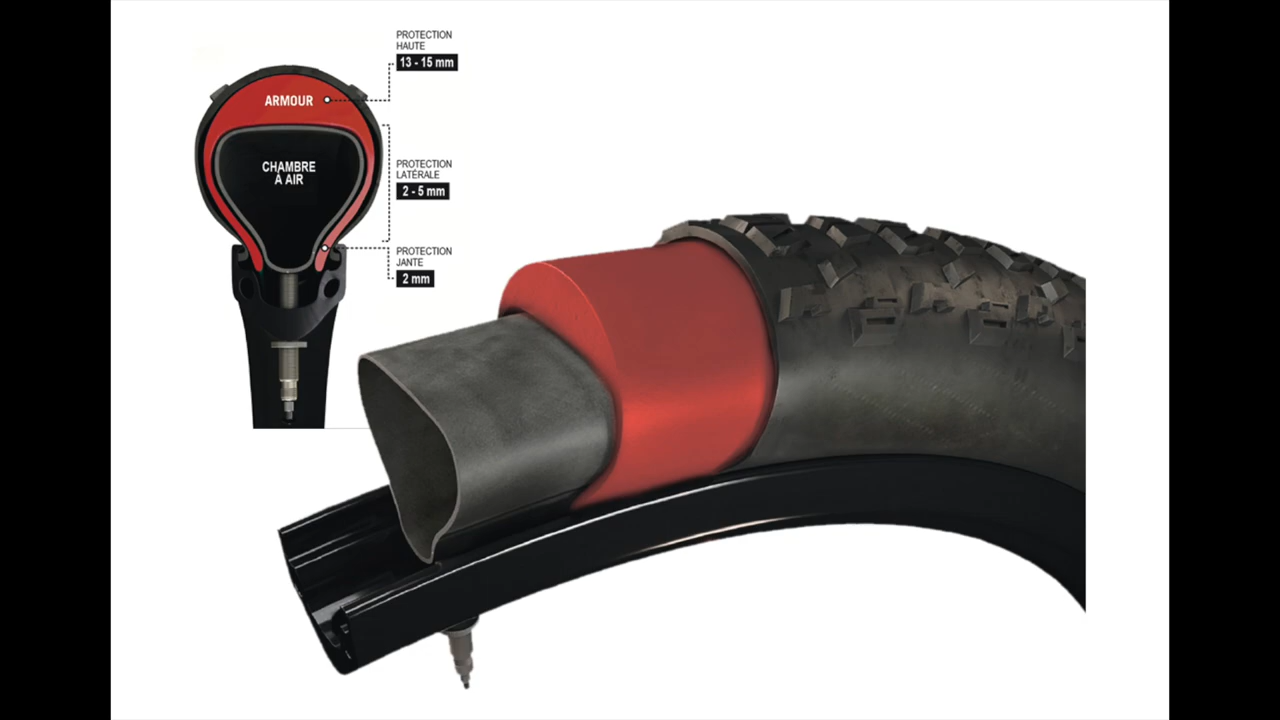 PROTECTION
HAUTE
13 - 15 mm
ARMOUR
CHAMBRE
À AIR
PROTECTION
LATÉRALE
2 - 5 mm
PROTECTION
JANTE
2 mm